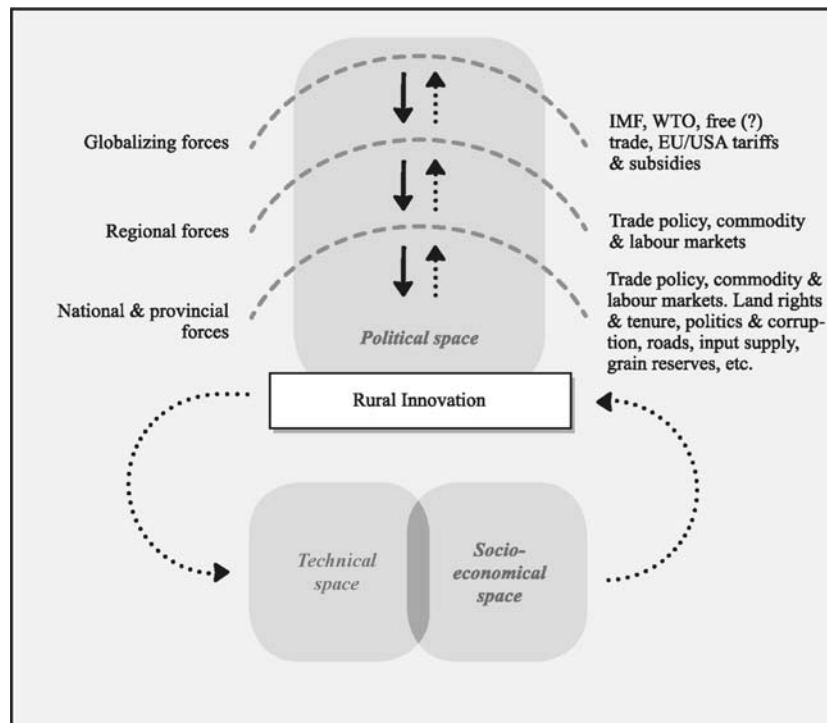 Globalizing forces
IMF, WTO, free (?)
trade, EU/USA tariffs
& subsidies
Regional forces
Trade policy, commodity
& labour markets
National & provincial
forces
Trade policy, commodity &
labour markets. Land rights
& tenure, politics & corrup-
tion, roads, input supply,
grain reserves, etc.
Political space
Rural Innovation
Technical
space
Socio-
economical
space